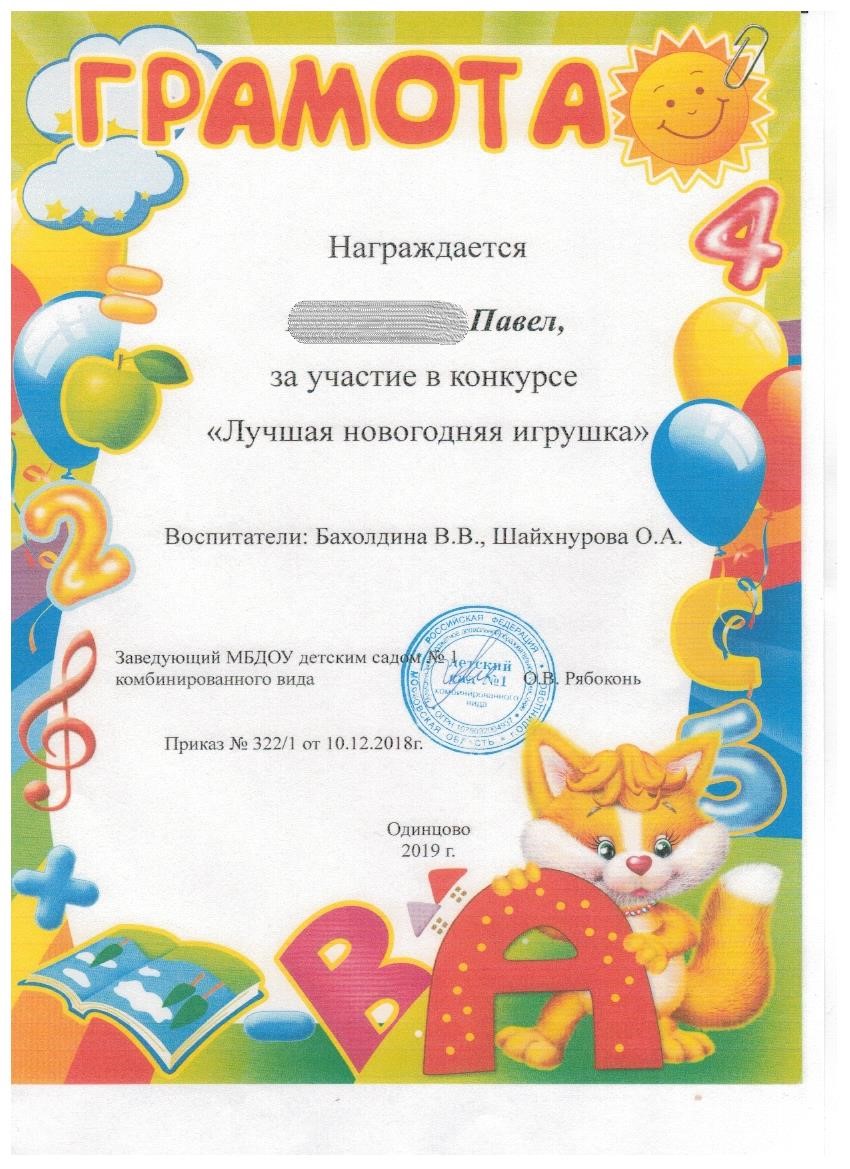 ГРАМОТА
4
Награждается
Павел,
за участие в конкурсе
«Лучшая новогодняя игрушка»
2
Воспитатели: Бахолдина В.В., Шайхнурова О.А.
С
Заведующий МБДОУ детским садом № 1
комбинированного вида О.В. Рябоконь
РОССИЙСКАЯ ФЕДЕРАЦИЯ
МОСКОВСКАЯ ОБЛАСТЬ г.ОДИНЦОВО
детский
сад №1
комбинированного
вида
Приказ № 322/1 от 10.12.2018г.
Б
Одинцово
2019 г.
В
А